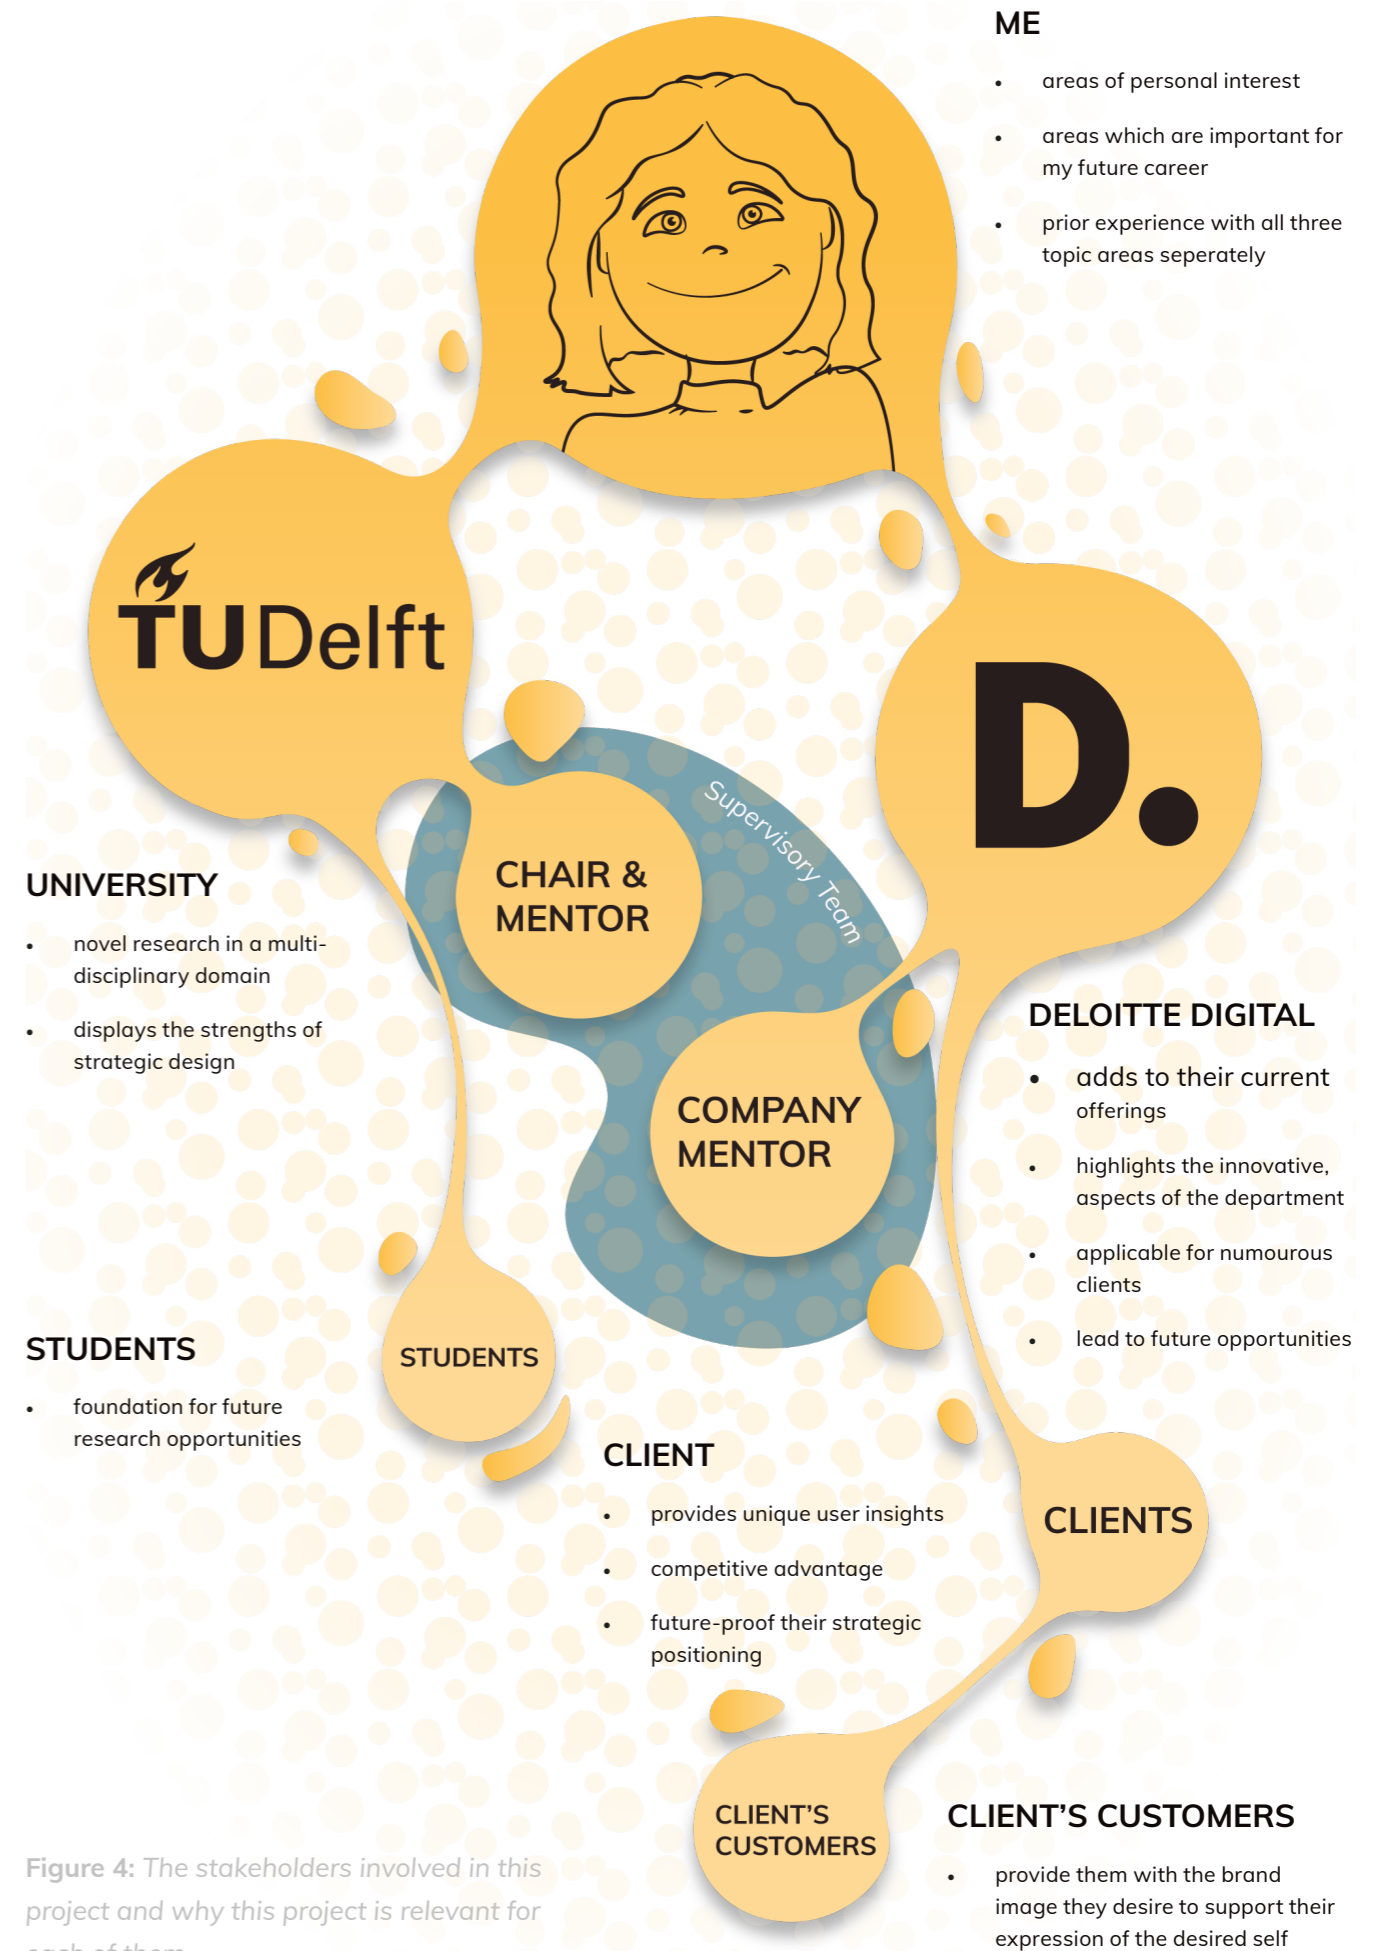 ME
• areas of personal interest
• areas which are important for
my future career
• prior experience with all three
topic areas seperately
TU Delft
D.
Supervisory Team
CHAIR &
MENTOR
UNIVERSITY
• novel research in a multi-
disciplinary domain
• displays the strengths of
strategic design
COMPANY
MENTOR
DELOITTE DIGITAL
• adds to their current
offerings
• highlights the innovative,
aspects of the department
• applicable for numourous
clients
• lead to future opportunities
STUDENTS
• foundation for future
research opportunities
STUDENTS
CLIENT
• provides unique user insights
• competitive advantage
• future-proof their strategic
positioning
CLIENTS
CLIENT'S
CUSTOMERS
CLIENT'S CUSTOMERS
• provide them with the brand
image they desire to support their
expression of the desired self
Figure 4: The stakeholders involved in this
project and why this project is relevant for
each of them